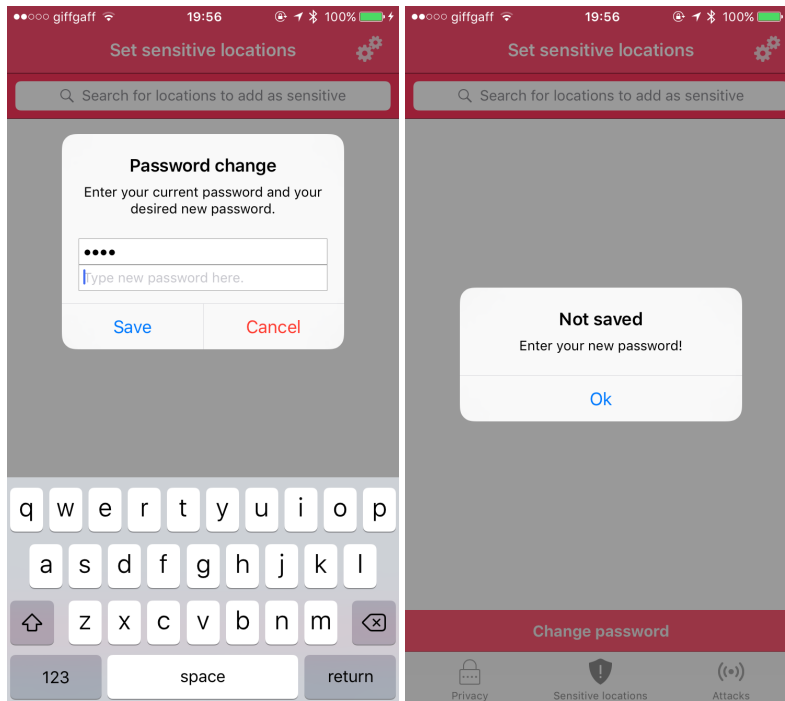 giffgaff 19:56 100%
Set sensitive locations
Search for locations to add as sensitive
Password change
Enter your current password and your
desired new password.
••••
Type new password here.
Save Cancel
q w e r t y u i o p
a s d f g h j k l
z x c v b n m
123 space return
giffgaff 19:56 100%
Set sensitive locations
Search for locations to add as sensitive
Not saved
Enter your new password!
Ok
Change password
Privacy Sensitive locations Attacks